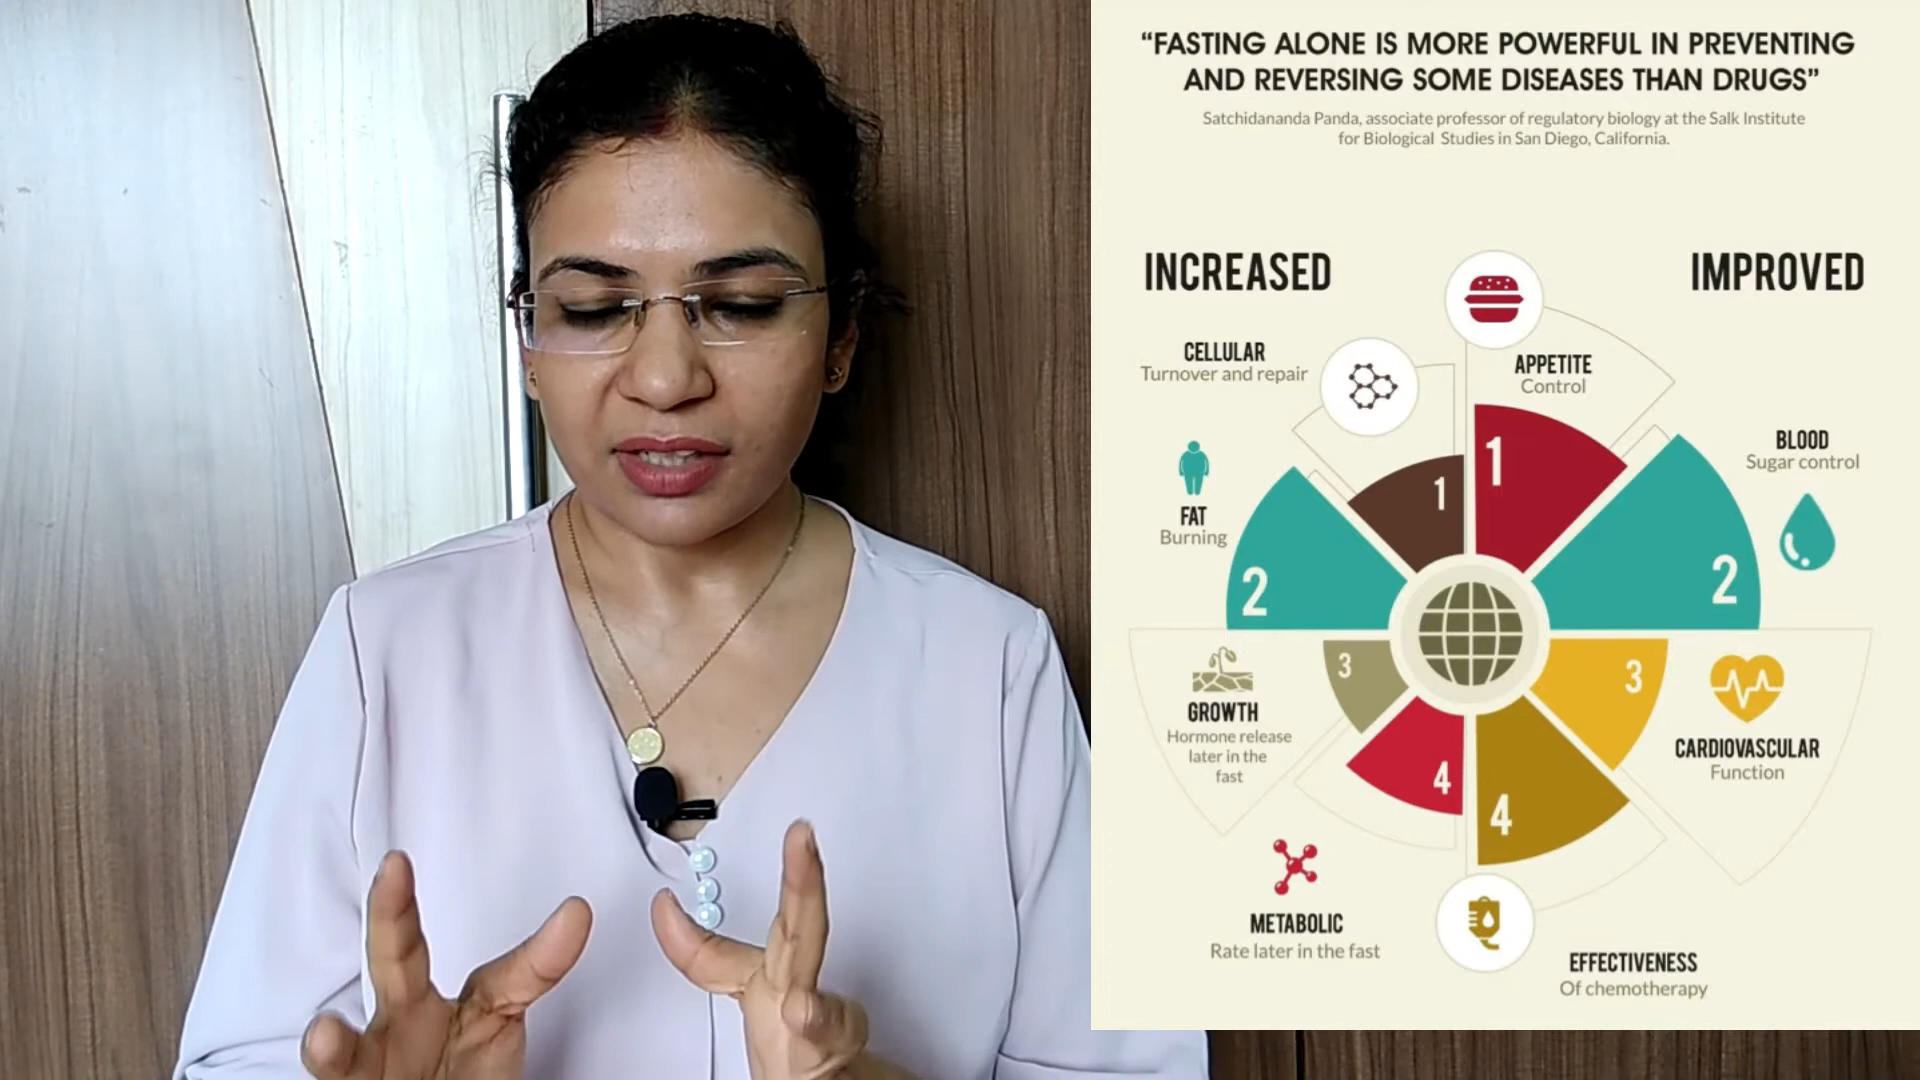 “FASTING ALONE IS MORE POWERFUL IN PREVENTING
AND REVERSING SOME DISEASES THAN DRUGS”
Satchidananda Panda, associate professor of regulatory biology at the Salk Institute
for Biological Studies in San Diego, California.
INCREASED
IMPROVED
CELLULAR
Turnover and repair
APPETITE
Control
BLOOD
Sugar control
FAT
Burning
1
1
2
2
3
3
4
4
GROWTH
Hormone release
later in the
fast
CARDIOVASCULAR
Function
METABOLIC
Rate later in the fast
EFFECTIVENESS
Of chemotherapy